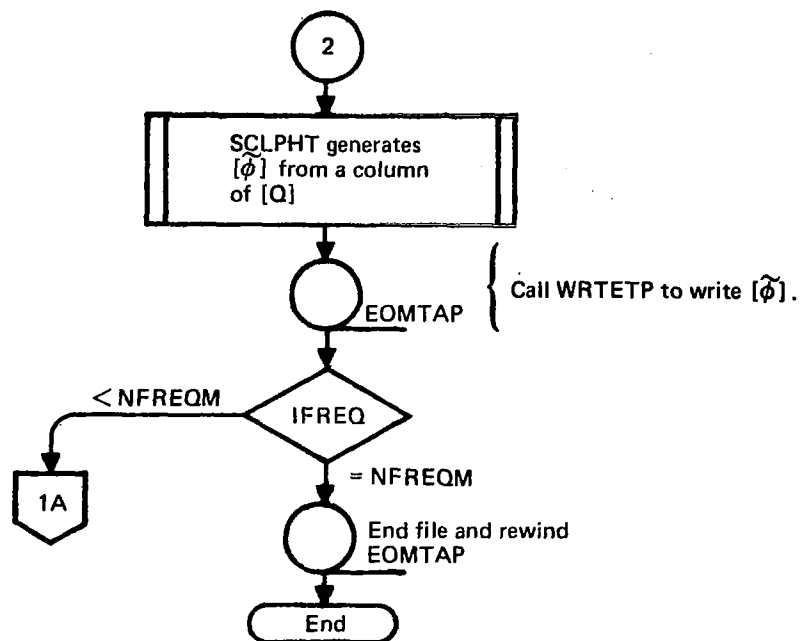 2
SCLPHT generates
[φ̃] from a column
of [Q]
EOMTAP
Call WRTETP to write [φ̃].
< NFREQM
IFREQ
= NFREQM
1A
End file and rewind
EOMTAP
End